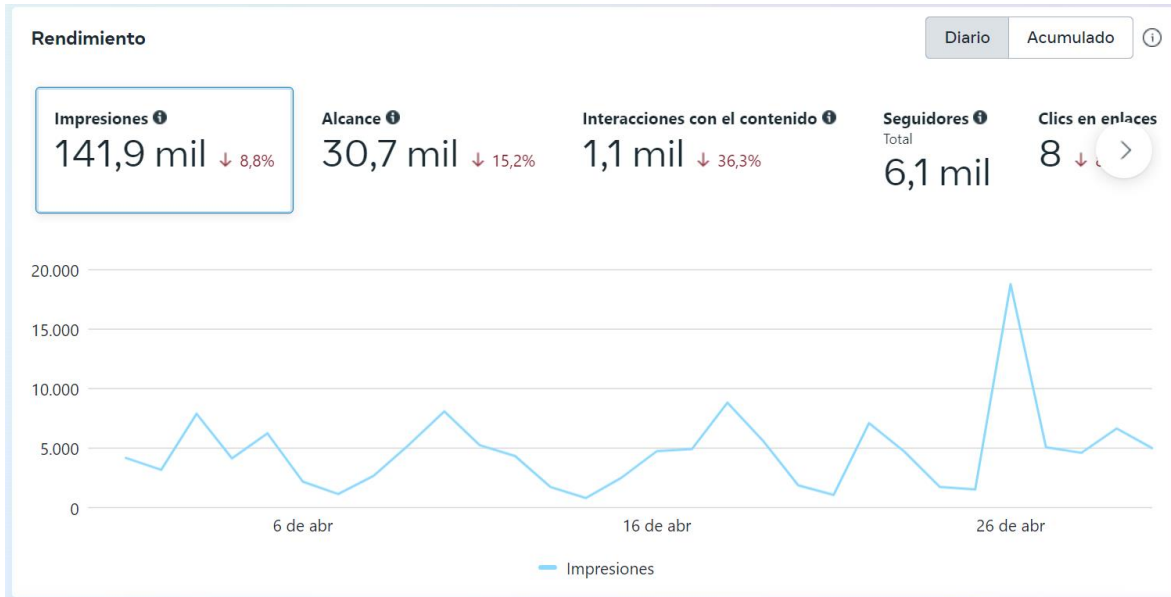 Rendimiento
Diario
Acumulado
Impresiones
141,9 mil ↓ 8,8%
Alcance
30,7 mil ↓ 15,2%
Interacciones con el contenido
1,1 mil ↓ 36,3%
Seguidores
Total
6,1 mil
Clics en enlaces
8 ↓
20.000
15.000
10.000
5.000
0
6 de abr
16 de abr
26 de abr
Impresiones